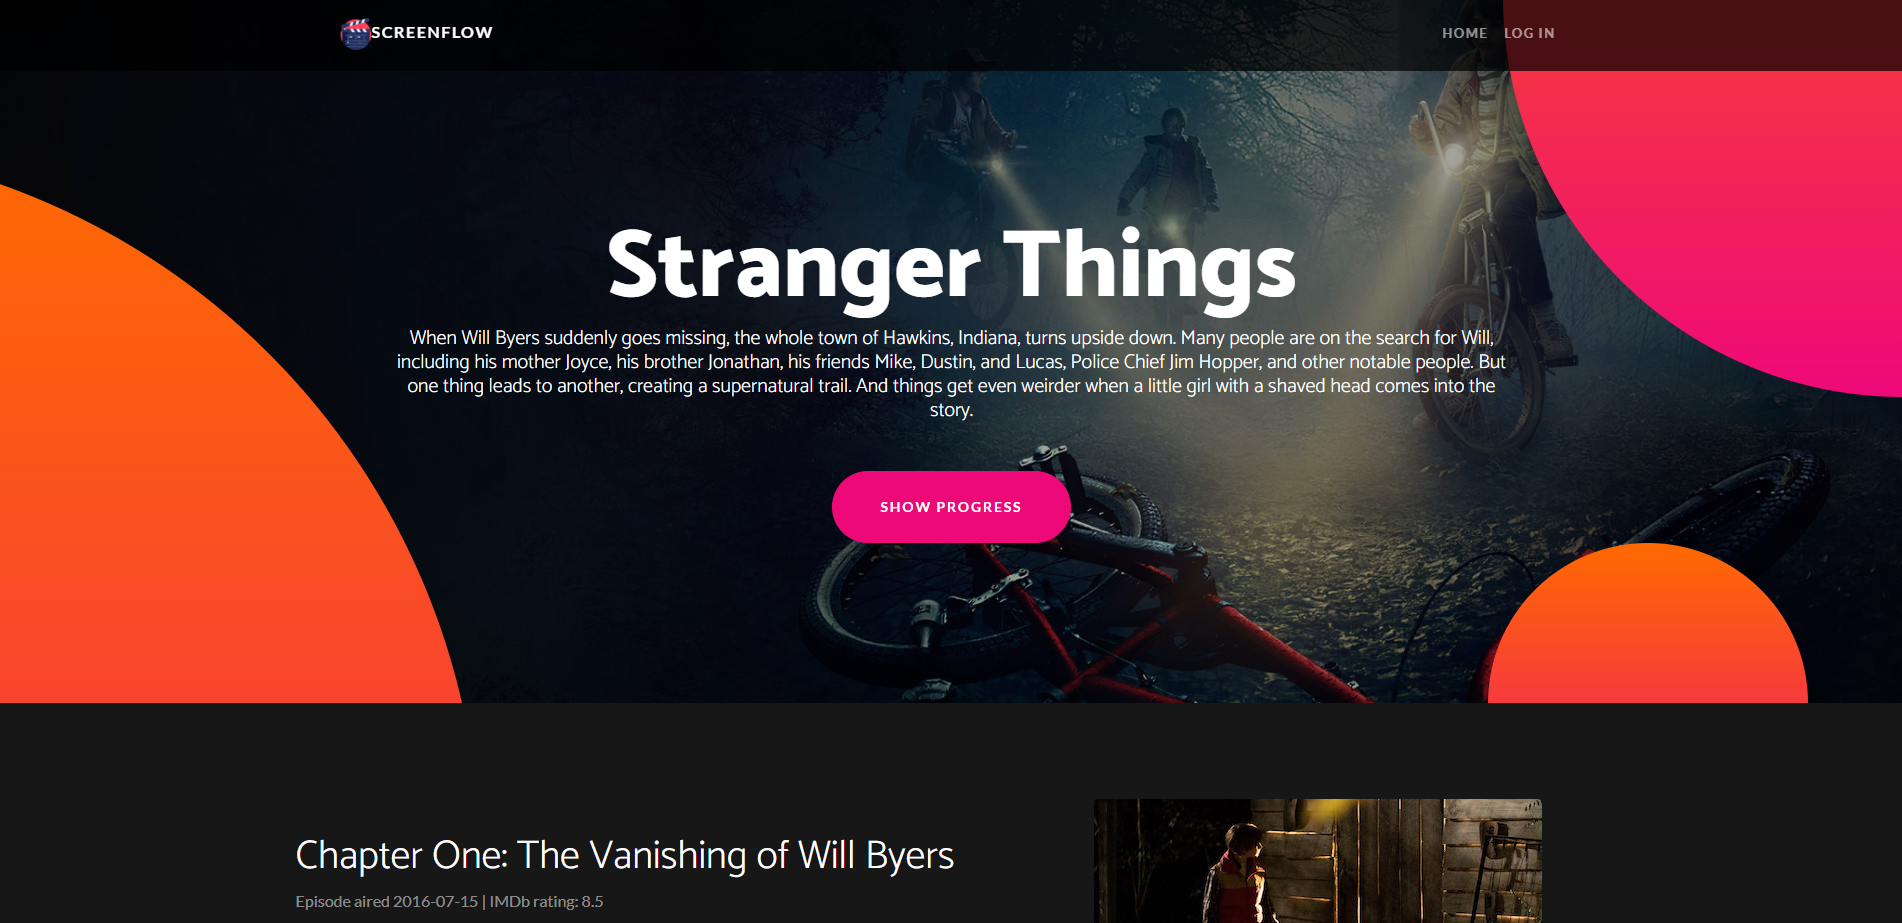 SCREENFLOW
HOME LOG IN
Stranger Things
When Will Byers suddenly goes missing, the whole town of Hawkins, Indiana, turns upside down. Many people are on the search for Will,
including his mother Joyce, his brother Jonathan, his friends Mike, Dustin, and Lucas, Police Chief Jim Hopper, and other notable people. But
one thing leads to another, creating a supernatural trail. And things get even weirder when a little girl with a shaved head comes into the
story.
SHOW PROGRESS
Chapter One: The Vanishing of Will Byers
Episode aired 2016-07-15 | IMDb rating: 8.5